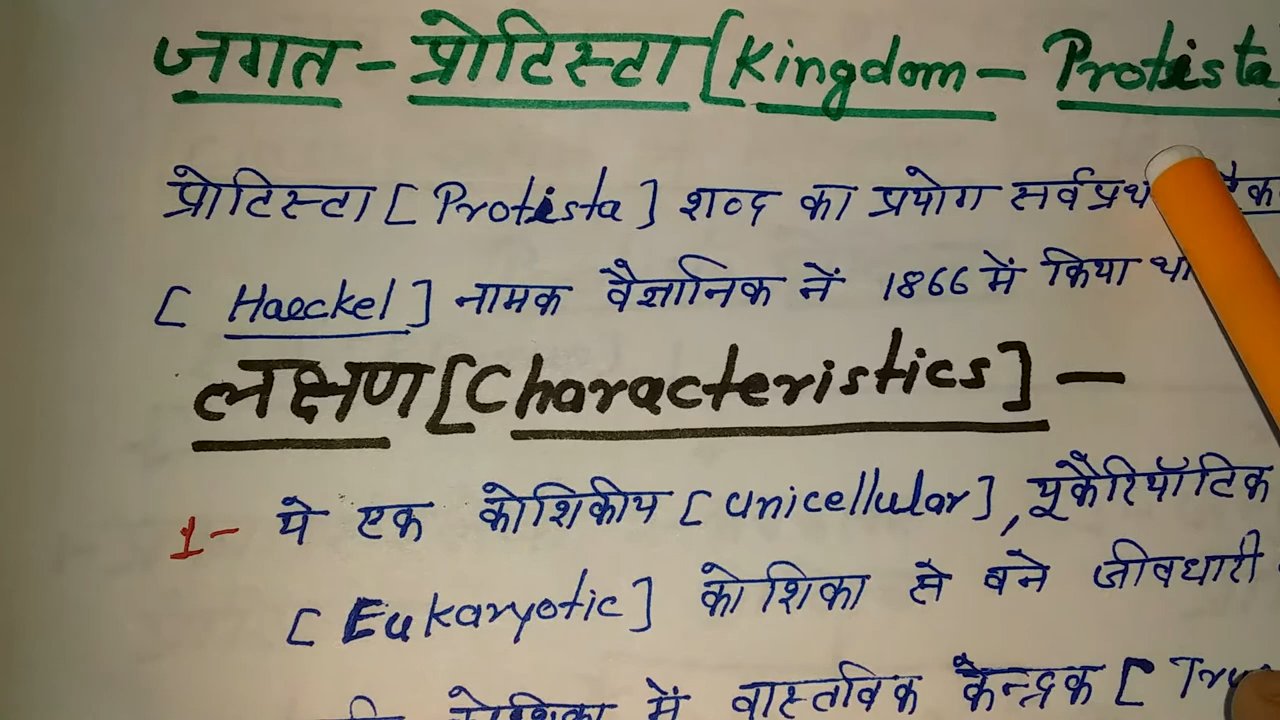 जगत - प्रोटिस्टा [Kingdom - Protista
प्रोटिस्टा [Protista] शब्द का प्रयोग सर्वप्रथ
[Haeckel] नामक वैज्ञानिक नें 1866 में किया था
लक्षण [Characteristics] -
1- ये एक कोशिकीय [Unicellular], यूकैरियॉटिक
[Eukaryotic] कोशिका से बने जीवधारी
कोशिका में वास्तविक केन्द्रक [Tru